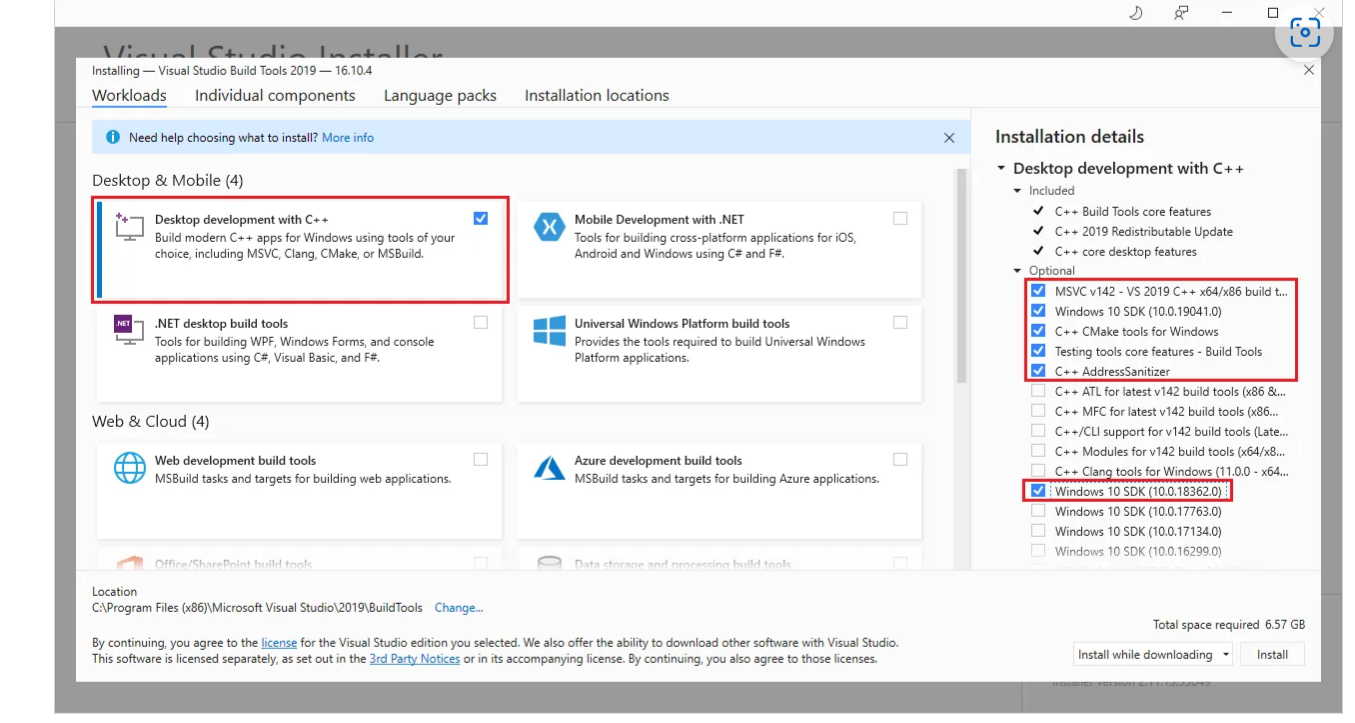 Visual Studio Installer
Installing — Visual Studio Build Tools 2019 — 16.10.4
Workloads
Individual components
Language packs
Installation locations
Need help choosing what to install? More info
Desktop & Mobile (4)
Desktop development with C++
Build modern C++ apps for Windows using tools of your
choice, including MSVC, Clang, CMake, or MSBuild.
Mobile Development with .NET
Tools for building cross-platform applications for iOS,
Android and Windows using C# and F#.
.NET
.NET desktop build tools
Tools for building WPF, Windows Forms, and console
applications using C#, Visual Basic, and F#.
Universal Windows Platform build tools
Provides the tools required to build Universal Windows
Platform applications.
Web & Cloud (4)
Web development build tools
MSBuild tasks and targets for building web applications.
Azure development build tools
MSBuild tasks and targets for building Azure applications.
Office/SharePoint build tools
Data storage and processing build tools
Installation details
Desktop development with C++
Included
C++ Build Tools core features
C++ 2019 Redistributable Update
C++ core desktop features
Optional
MSVC v142 - VS 2019 C++ x64/x86 build t...
Windows 10 SDK (10.0.19041.0)
C++ CMake tools for Windows
Testing tools core features - Build Tools
C++ AddressSanitizer
C++ ATL for latest v142 build tools (x86 &...
C++ MFC for latest v142 build tools (x86...
C++/CLI support for v142 build tools (Late...
C++ Modules for v142 build tools (x64/x8...
C++ Clang tools for Windows (11.0.0 - x64...
Windows 10 SDK (10.0.18362.0)
Windows 10 SDK (10.0.17763.0)
Windows 10 SDK (10.0.17134.0)
Windows 10 SDK (10.0.16299.0)
Location
C:\Program Files (x86)\Microsoft Visual Studio\2019\BuildTools Change...
By continuing, you agree to the license for the Visual Studio edition you selected. We also offer the ability to download other software with Visual Studio.
This software is licensed separately, as set out in the 3rd Party Notices or in its accompanying license. By continuing, you also agree to those licenses.
Total space required 6.57 GB
Install while downloading
Install